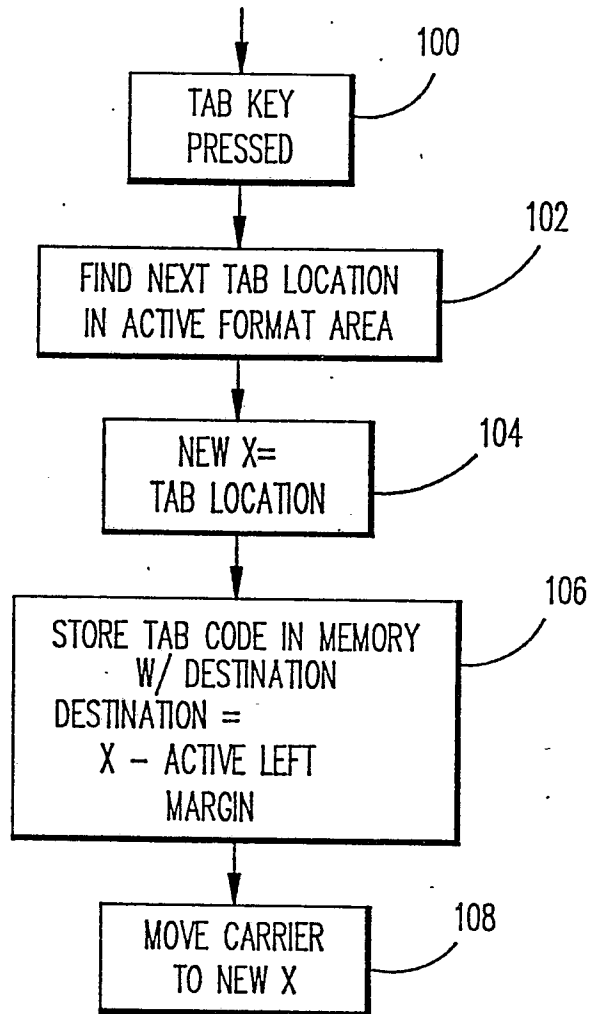 100
TAB KEY
PRESSED
102
FIND NEXT TAB LOCATION
IN ACTIVE FORMAT AREA
104
NEW X=
TAB LOCATION
106
STORE TAB CODE IN MEMORY
W/ DESTINATION
DESTINATION =
X - ACTIVE LEFT
MARGIN
108
MOVE CARRIER
TO NEW X